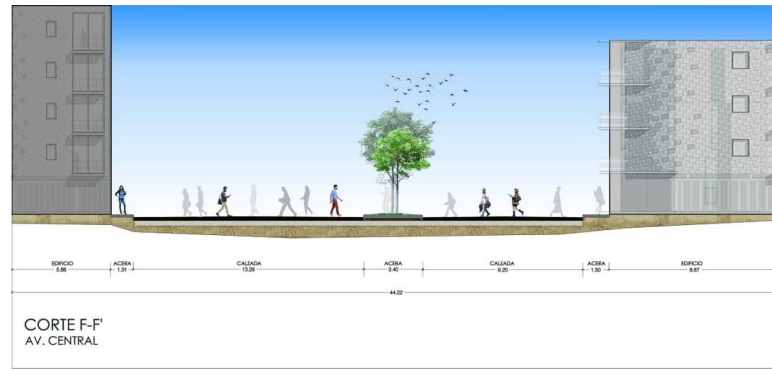 EDIFICIO ACERA CALZADA ACERA CALZADA ACERA EDIFICIO
5.66 1.31 13.29 3.40 9.20 1.50 9.87
44.22
CORTE F-F'
AV. CENTRAL